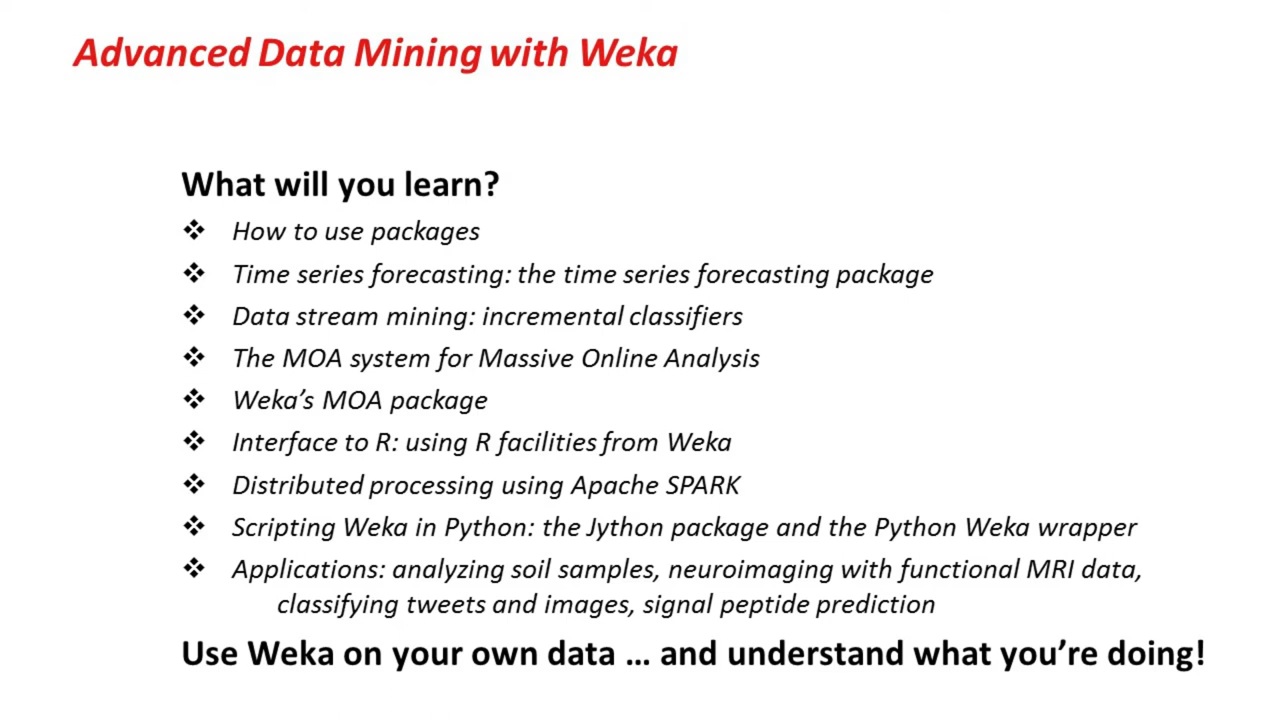 Advanced Data Mining with Weka
What will you learn?
❖ How to use packages
❖ Time series forecasting: the time series forecasting package
❖ Data stream mining: incremental classifiers
❖ The MOA system for Massive Online Analysis
❖ Weka’s MOA package
❖ Interface to R: using R facilities from Weka
❖ Distributed processing using Apache SPARK
❖ Scripting Weka in Python: the Jython package and the Python Weka wrapper
❖ Applications: analyzing soil samples, neuroimaging with functional MRI data,
classifying tweets and images, signal peptide prediction
Use Weka on your own data … and understand what you’re doing!